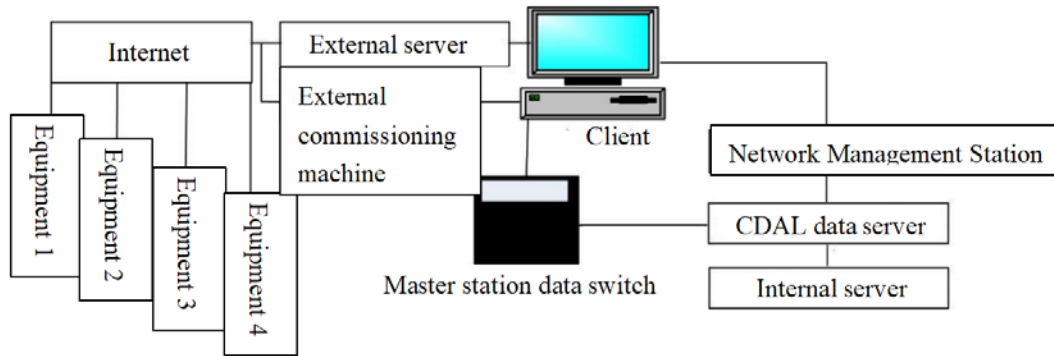 Internet
External server
External
commissioning
machine
Client
Equipment 1
Equipment 2
Equipment 3
Equipment 4
Network Management Station
CDAL data server
Master station data switch
Internal server